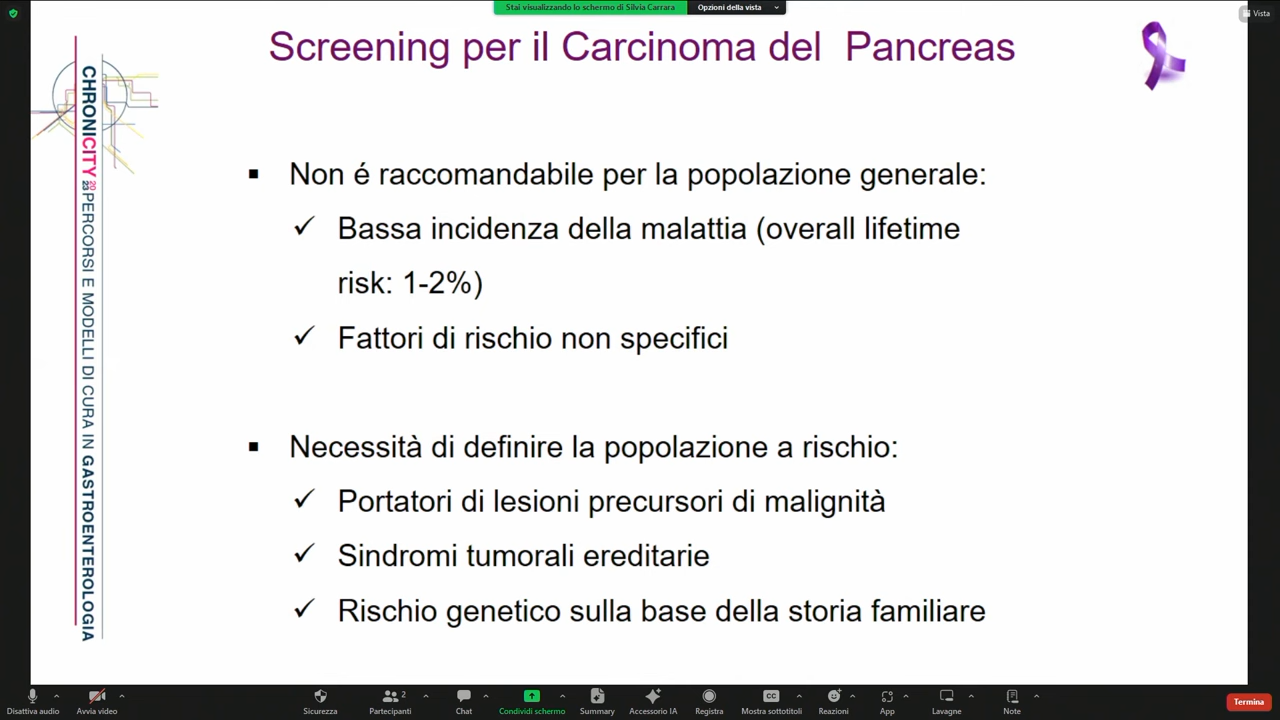 Stai visualizzando lo schermo di Silvia Carrara
Opzioni della vista
Vista
Screening per il Carcinoma del Pancreas
CHRONICITY 2023 PERCORSI E MODELLI DI CURA IN GASTROENTEROLOGIA
Non é raccomandabile per la popolazione generale:
Bassa incidenza della malattia (overall lifetime
risk: 1-2%)
Fattori di rischio non specifici
Necessità di definire la popolazione a rischio:
Portatori di lesioni precursori di malignità
Sindromi tumorali ereditarie
Rischio genetico sulla base della storia familiare
Disattiva audio
Avvia video
Sicurezza
2
Partecipanti
Chat
Condividi schermo
Summary
Accessorio IA
Registra
CC
Mostra sottotitoli
Reazioni
App
Lavagne
Note
Termina